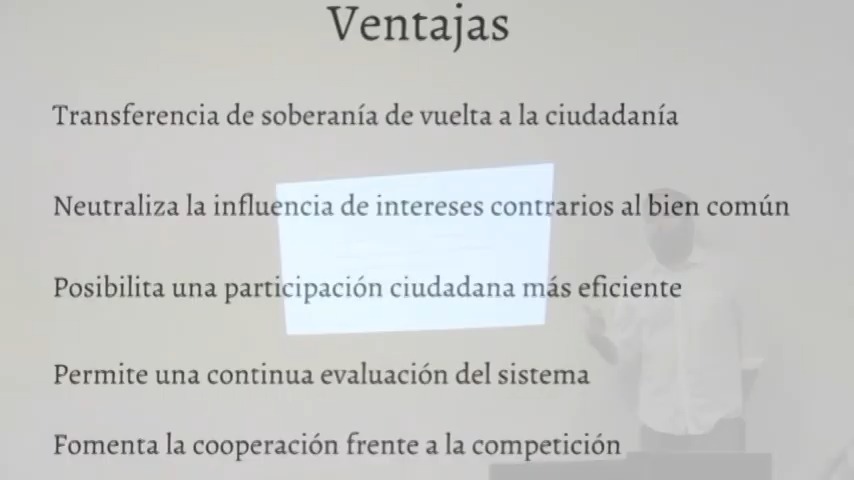 Ventajas
Transferencia de soberanía de vuelta a la ciudadanía
Neutraliza la influencia de intereses contrarios al bien común
Posibilita una participación ciudadana más eficiente
Permite una continua evaluación del sistema
Fomenta la cooperación frente a la competición